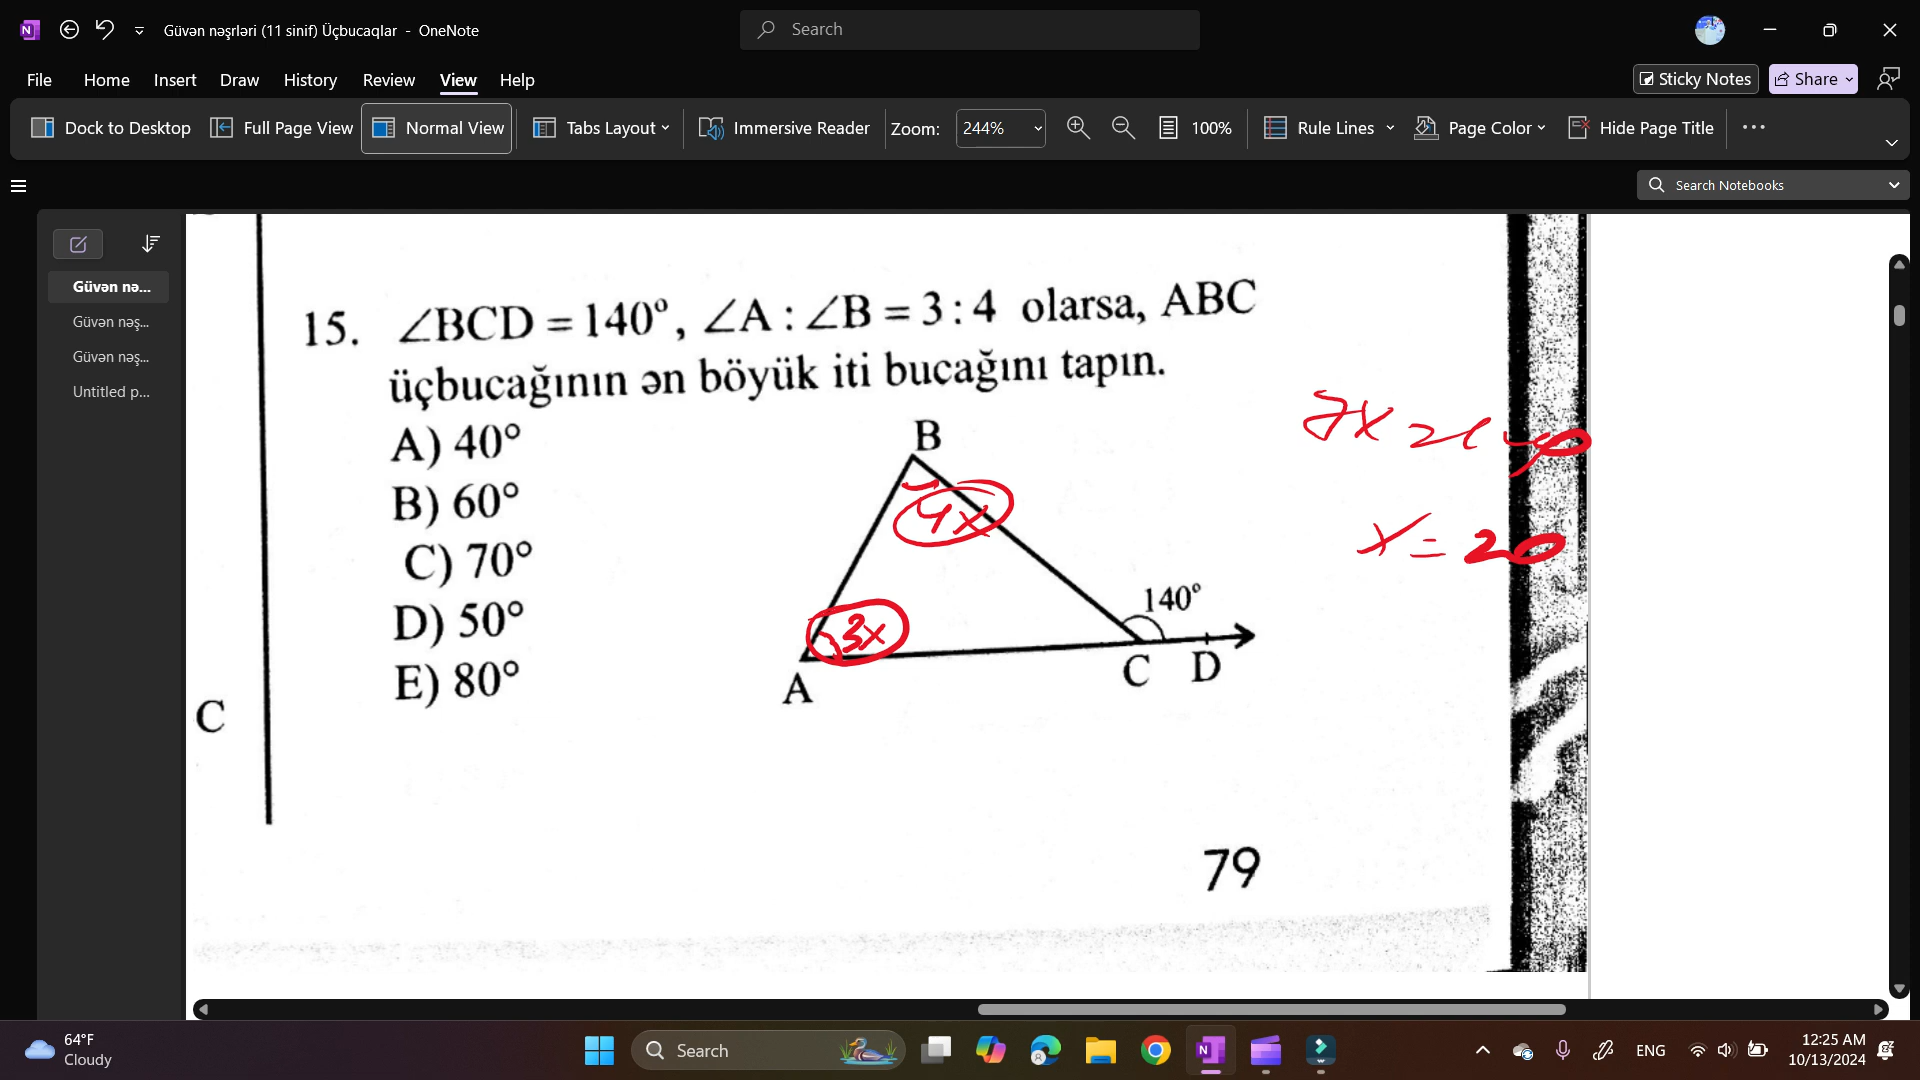 Güvən nəşrləri (11 sinif) Üçbucaqlar - OneNote
Search
File Home Insert Draw History Review View Help
Sticky Notes Share
Dock to Desktop Full Page View Normal View Tabs Layout Immersive Reader Zoom: 244% 100% Rule Lines Page Color Hide Page Title
Search Notebooks
Güvən nə...
Güvən nəş...
Güvən nəş...
Untitled p...
15. ∠BCD = 140°, ∠A : ∠B = 3 : 4 olarsa, ABC
üçbucağının ən böyük iti bucağını tapın.
A) 40°
B) 60°
C) 70°
D) 50°
E) 80°
B
4x
3x
140°
A
C D
7x = 140
x = 20
C
79
64°F
Cloudy
Search
ENG
12:25 AM
10/13/2024